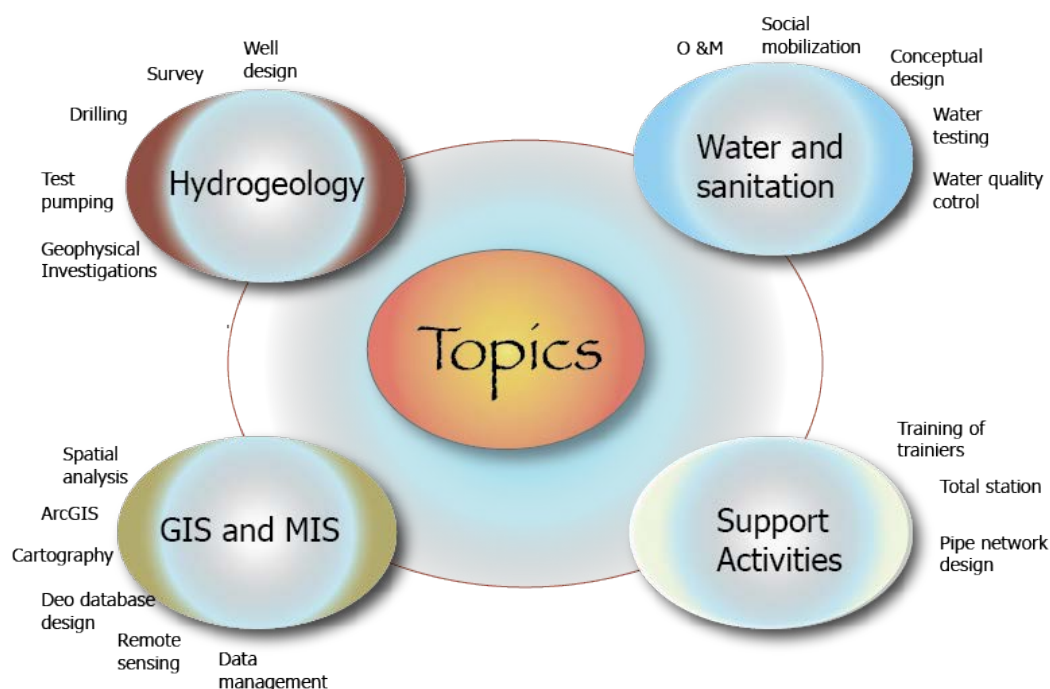 Well
design
Survey
Drilling
Test
pumping
Geophysical
Investigations
Hydrogeology
O &M
Social
mobilization
Conceptual
design
Water
testing
Water quality
cotrol
Water and
sanitation
Topics
Spatial
analysis
ArcGIS
Cartography
Deo database
design
Remote
sensing
Data
management
GIS and MIS
Training of
trainiers
Total station
Pipe network
design
Support
Activities